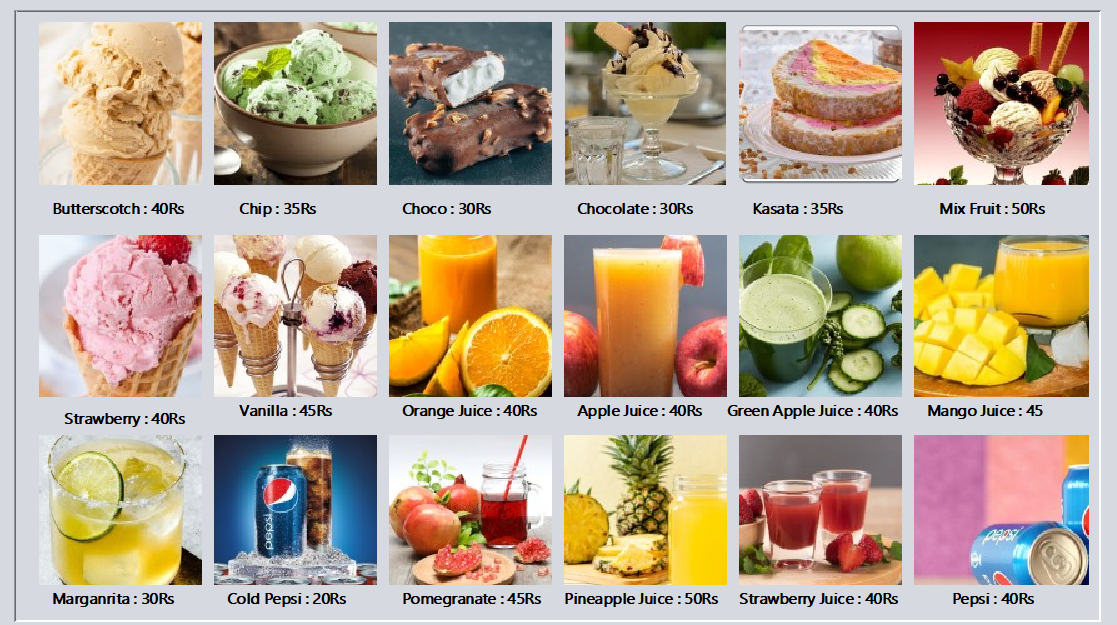 Butterscotch : 40Rs
Chip : 35Rs
Choco : 30Rs
Chocolate : 30Rs
Kasata : 35Rs
Mix Fruit : 50Rs
Strawberry : 40Rs
Vanilla : 45Rs
Orange Juice : 40Rs
Apple Juice : 40Rs
Green Apple Juice : 40Rs
Mango Juice : 45
pepsi
pepsi
Marganrita : 30Rs
Cold Pepsi : 20Rs
Pomegranate : 45Rs
Pineapple Juice : 50Rs
Strawberry Juice : 40Rs
Pepsi : 40Rs